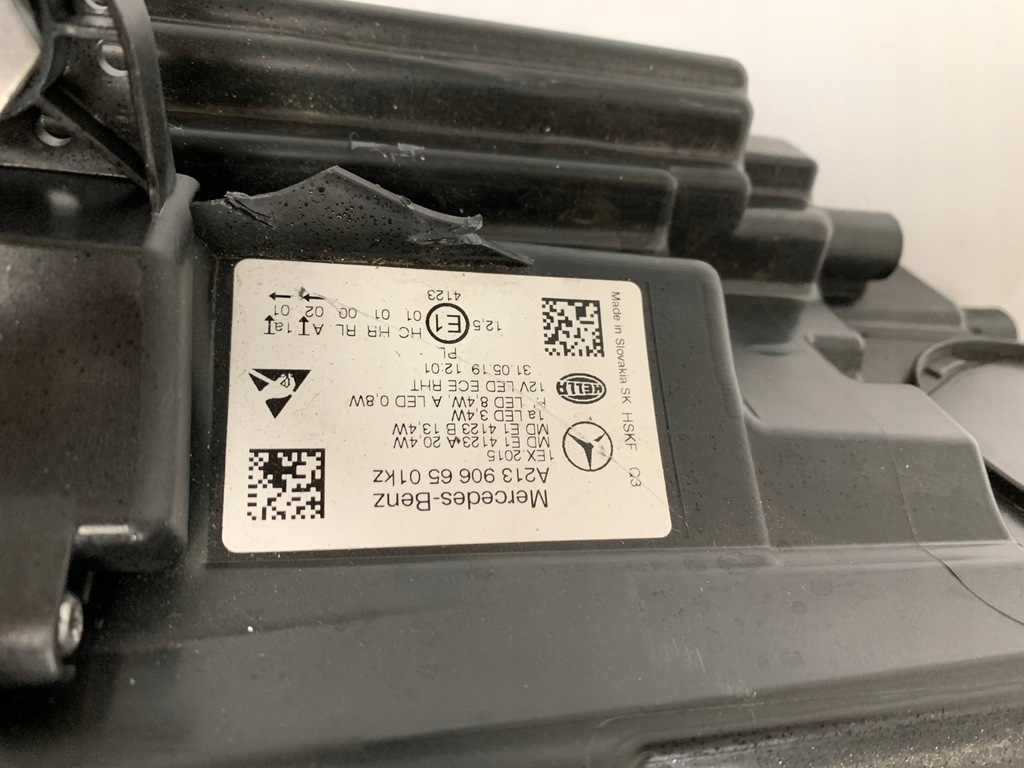 Mercedes-Benz
A213 906 65 01kz
1EX 2015
MD E1 4123 A 20.4W
MD E1 4123 B 13,4W
1a LED 3,4W
LED 8,4W, A LED 0,8W
12V LED ECE RHT
31.05.19 12:01
PL
HELLA
12,5 E1 HC HR RL A 1a
01 01 00 02 01
4123
Made in Slovakia SK HSKF Q3